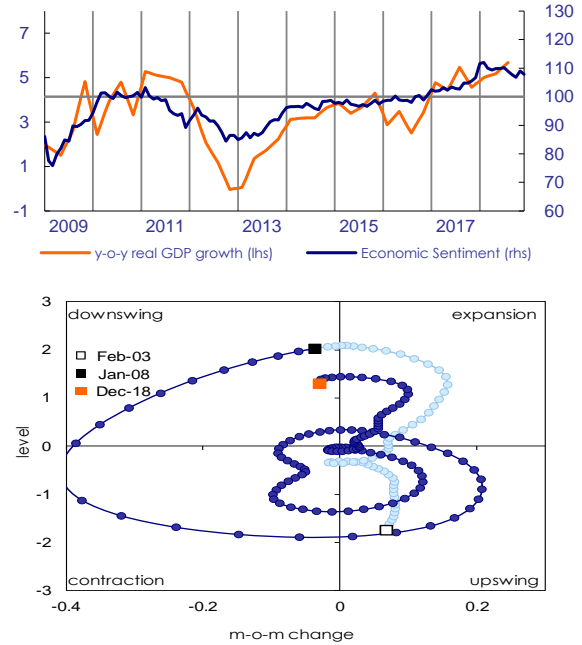 7
5
3
1
-1
130
120
110
100
90
80
70
60
2009
2011
2013
2015
2017
y-o-y real GDP growth (lhs)
Economic Sentiment (rhs)
3
2
1
0
-1
-2
-3
level
downswing
expansion
Feb-03
Jan-08
Dec-18
contraction
upswing
-0.4
-0.2
0
0.2
m-o-m change